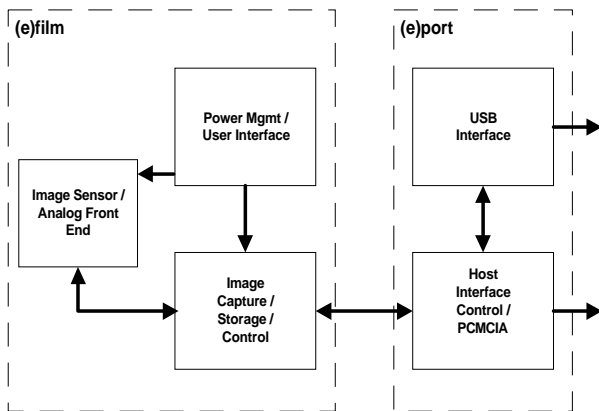 (e)film
(e)port
Power Mgmt /
User Interface
USB
Interface
Image Sensor /
Analog Front
End
Image
Capture /
Storage /
Control
Host
Interface
Control /
PCMCIA